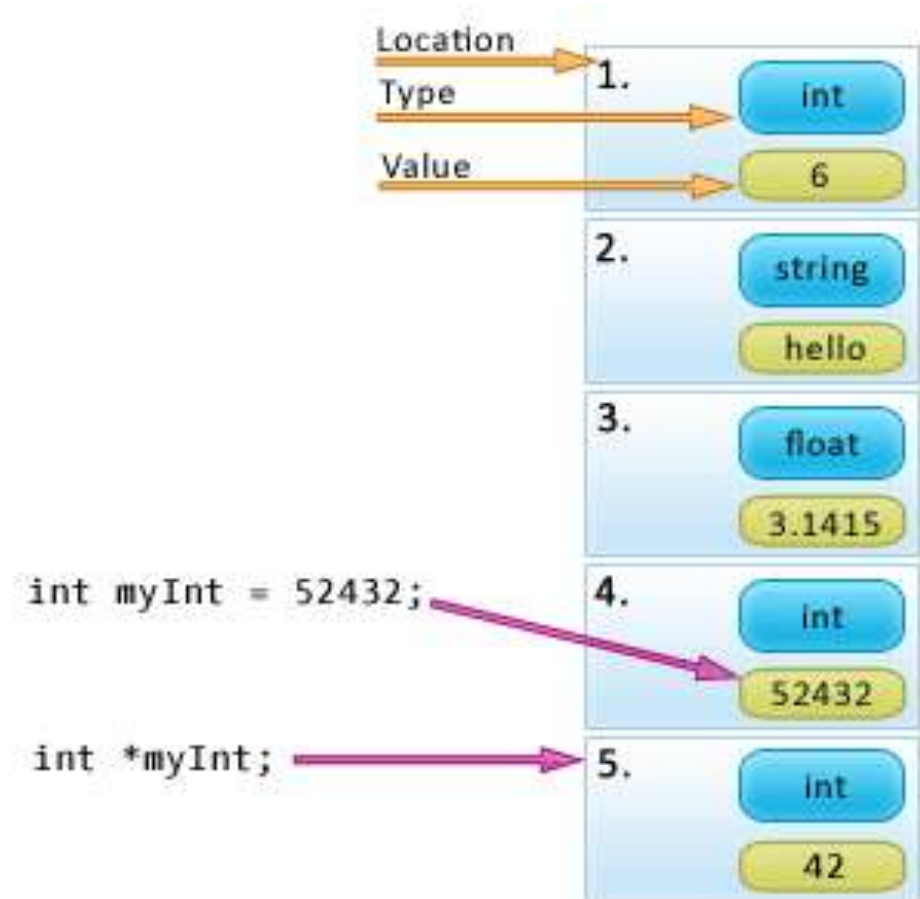 Location
1.
Type
int
Value
6
2.
string
hello
3.
float
3.1415
int myInt = 52432;
4.
int
52432
int *myInt;
5.
int
42